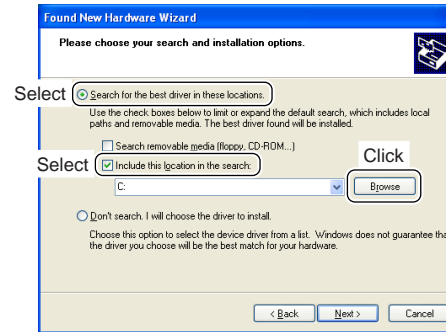 Found New Hardware Wizard
Please choose your search and installation options.
Select
Search for the best driver in these locations.
Use the check boxes below to limit or expand the default search, which includes local
paths and removable media. The best driver found will be installed.
Search removable media (floppy, CD-ROM...)
Click
Select
Include this location in the search:
C:
Browse
Don't search. I will choose the driver to install.
Choose this option to select the device driver from a list. Windows does not guarantee tha
the driver you choose will be the best match for your hardware.
< Back
Next >
Cancel